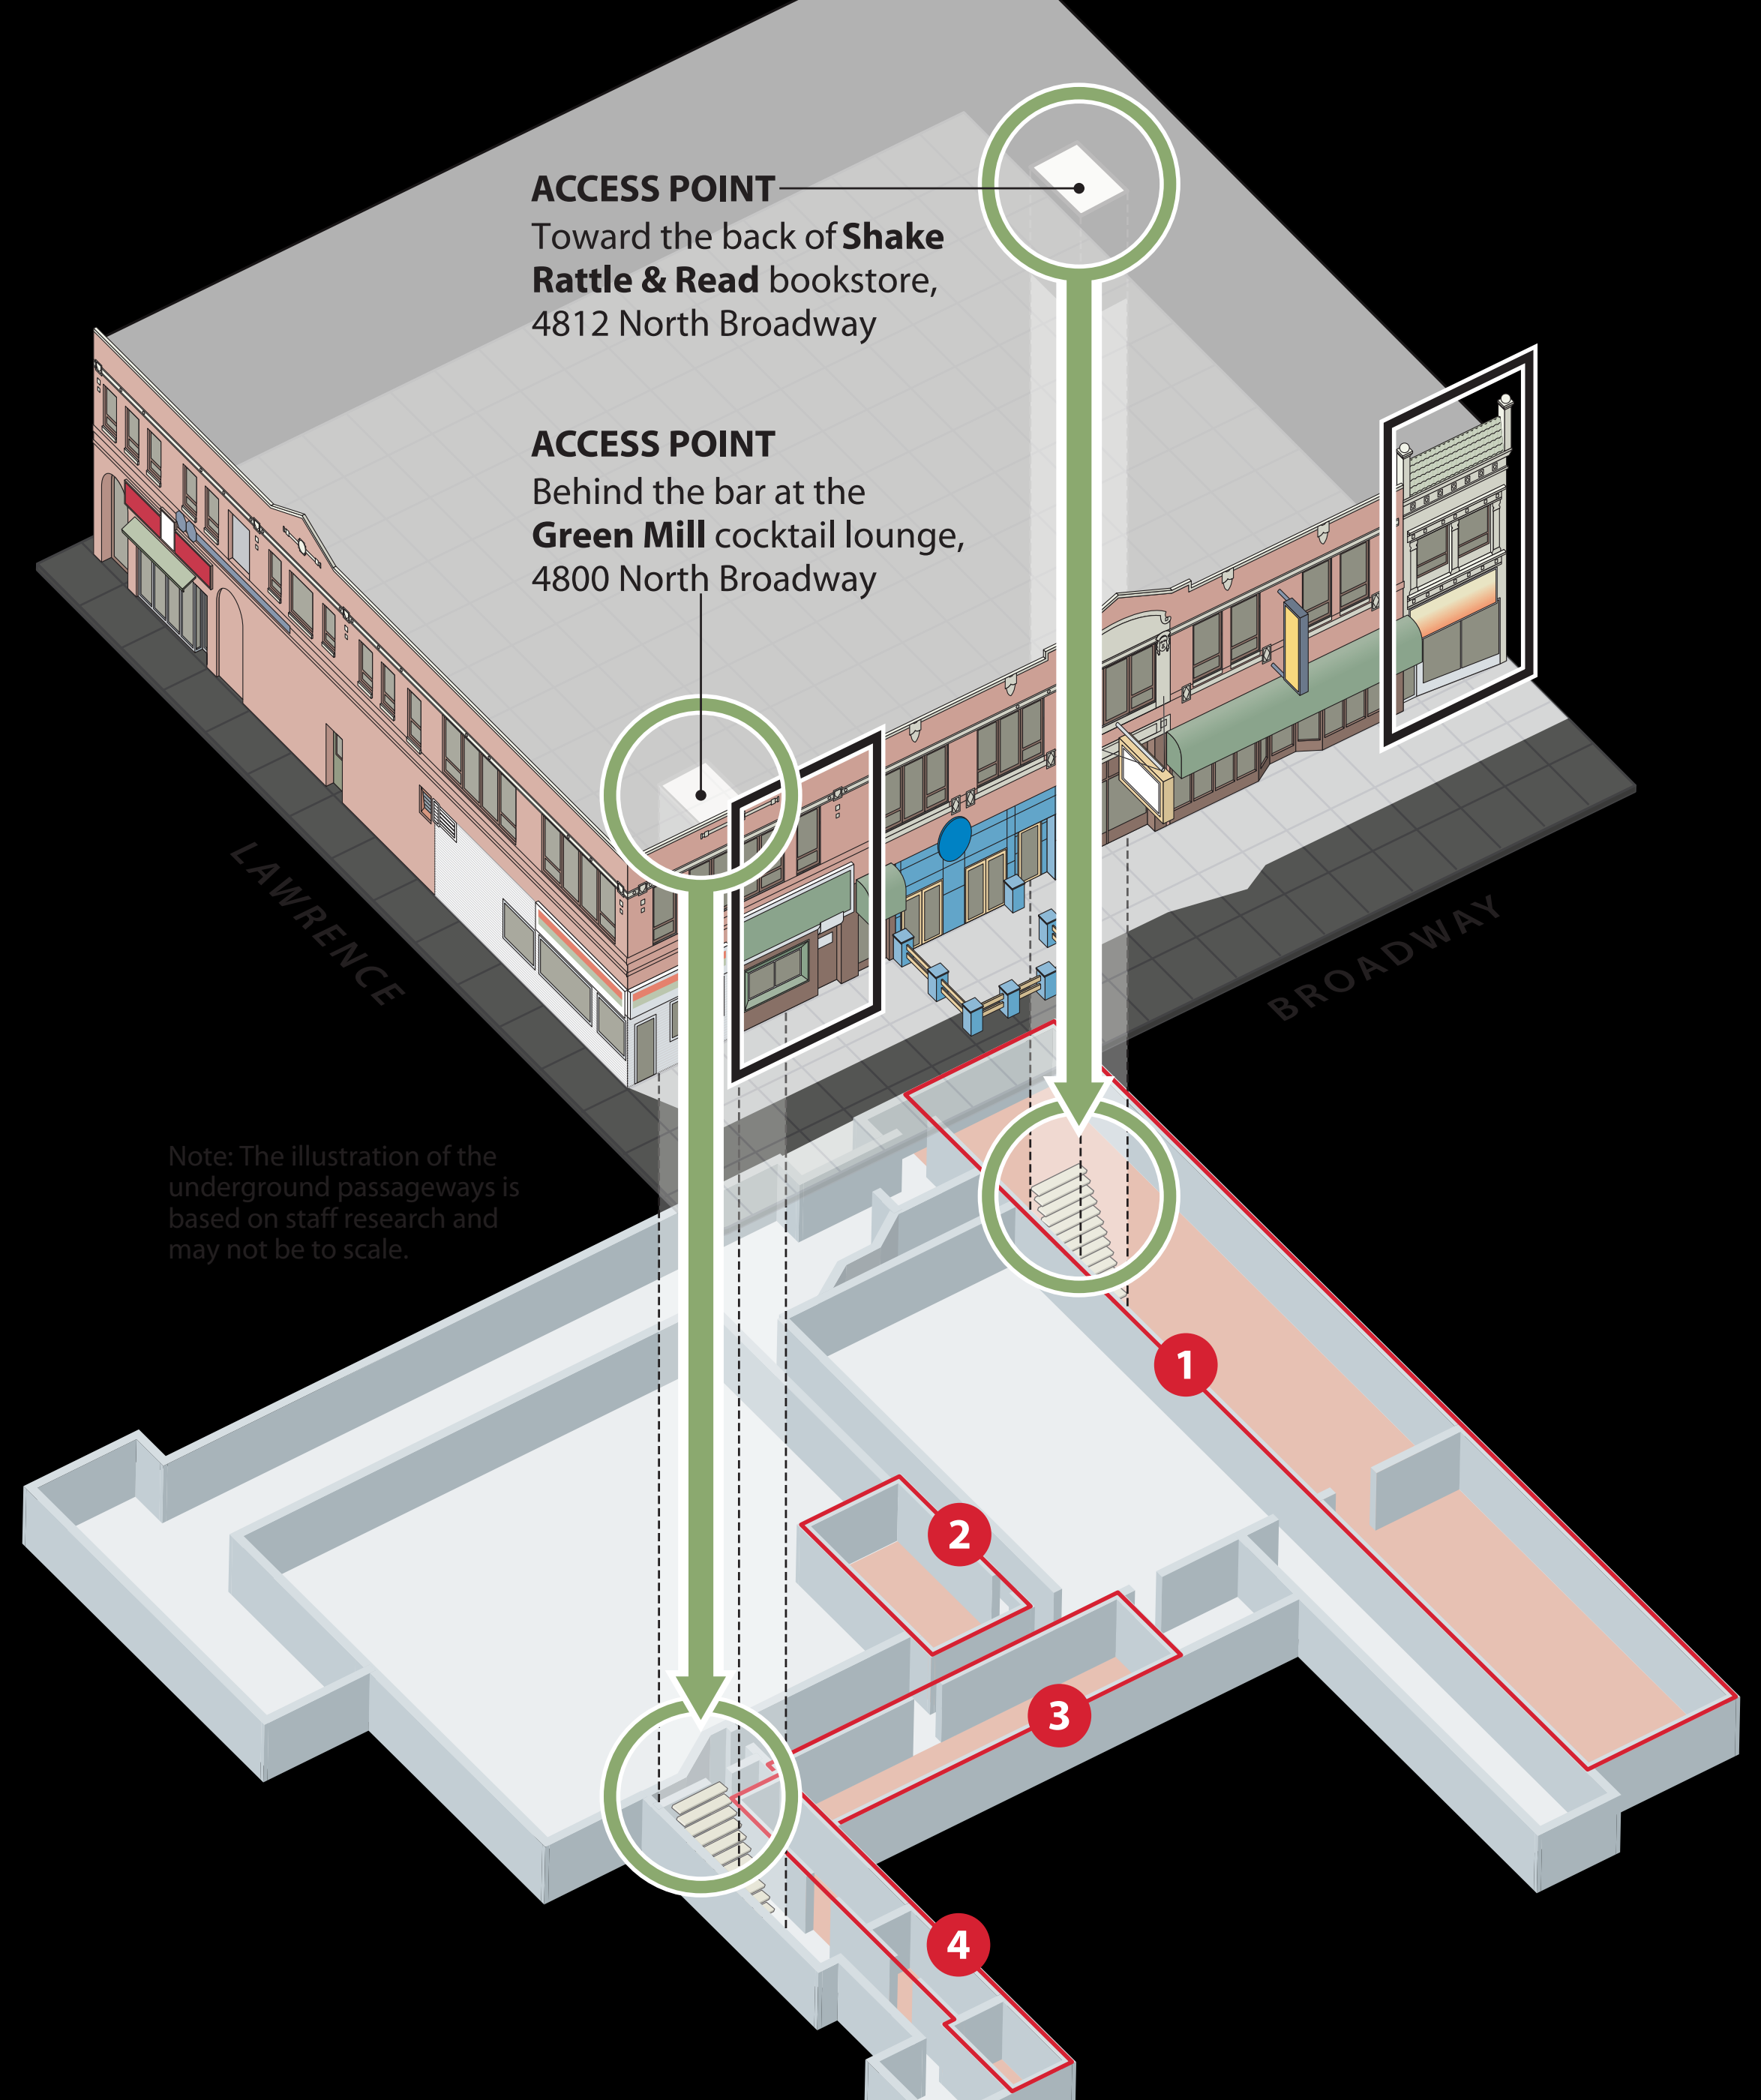 ACCESS POINT
Toward the back of Shake
Rattle & Read bookstore,
4812 North Broadway
ACCESS POINT
Behind the bar at the
Green Mill cocktail lounge,
4800 North Broadway
LAWRENCE
BROADWAY
Note: The illustration of the
underground passageways is
based on staff research and
may not be to scale.
1
2
3
4